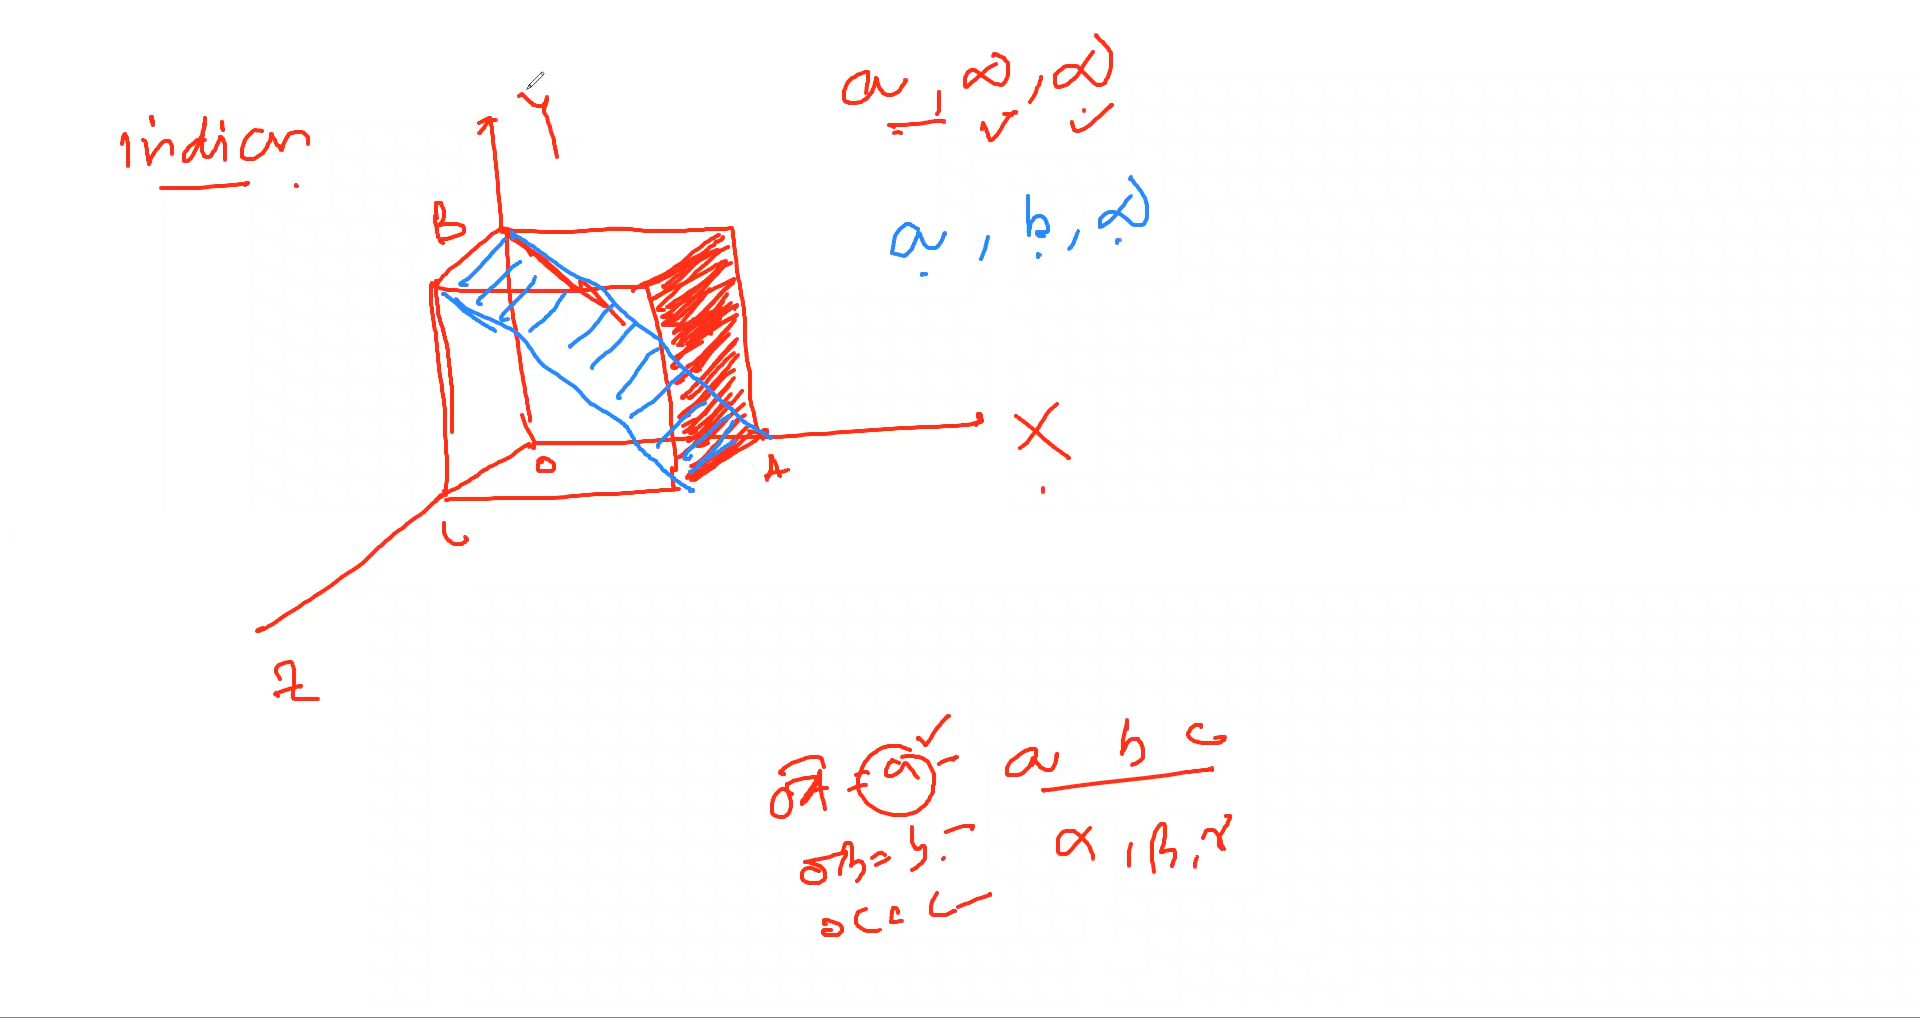 indian
Y
a, ∞, ∞
B
a, b, ∞
X
O
A
C
Z
OA = a
a b c
OB = b
α, β, γ
OC = c